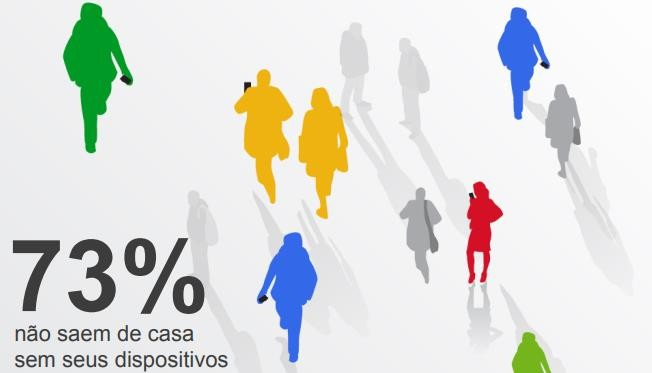 73%
não saem de casa
sem seus dispositivos